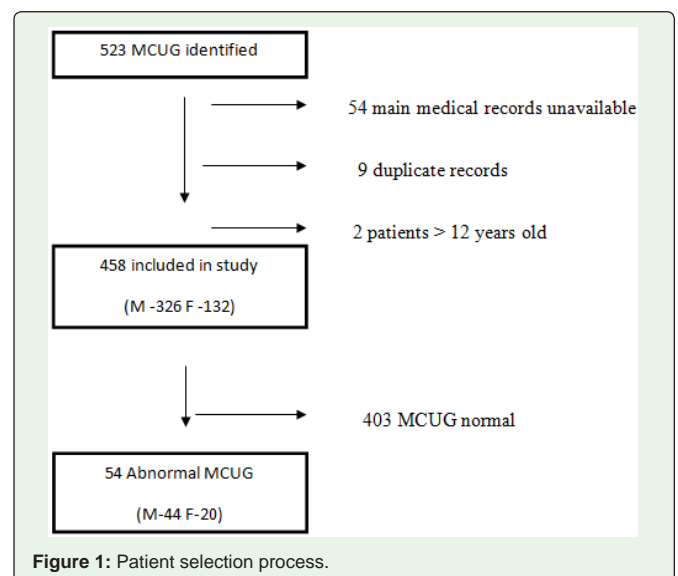 523 MCUG identified
54 main medical records unavailable
9 duplicate records
2 patients > 12 years old
458 included in study
(M -326 F -132)
403 MCUG normal
54 Abnormal MCUG
(M-44 F-20)
Figure 1: Patient selection process.